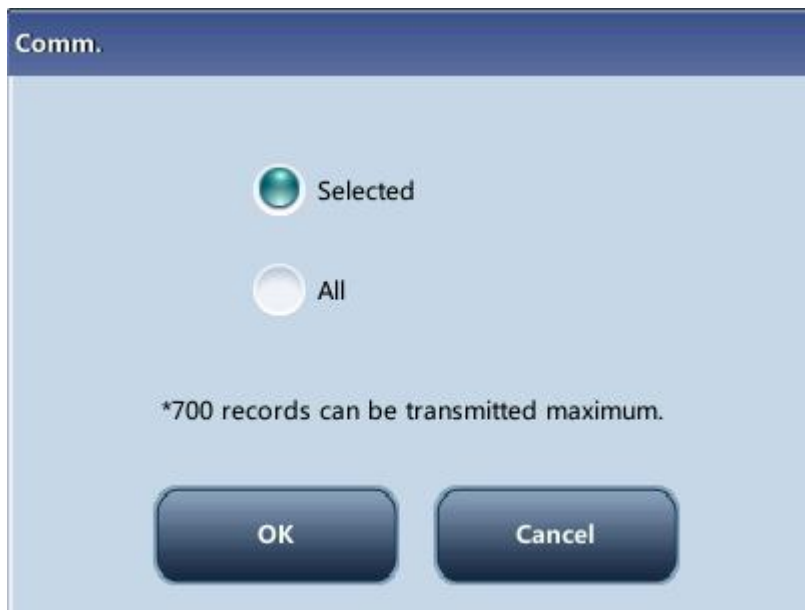 Comm.
Selected
All
*700 records can be transmitted maximum.
OK
Cancel